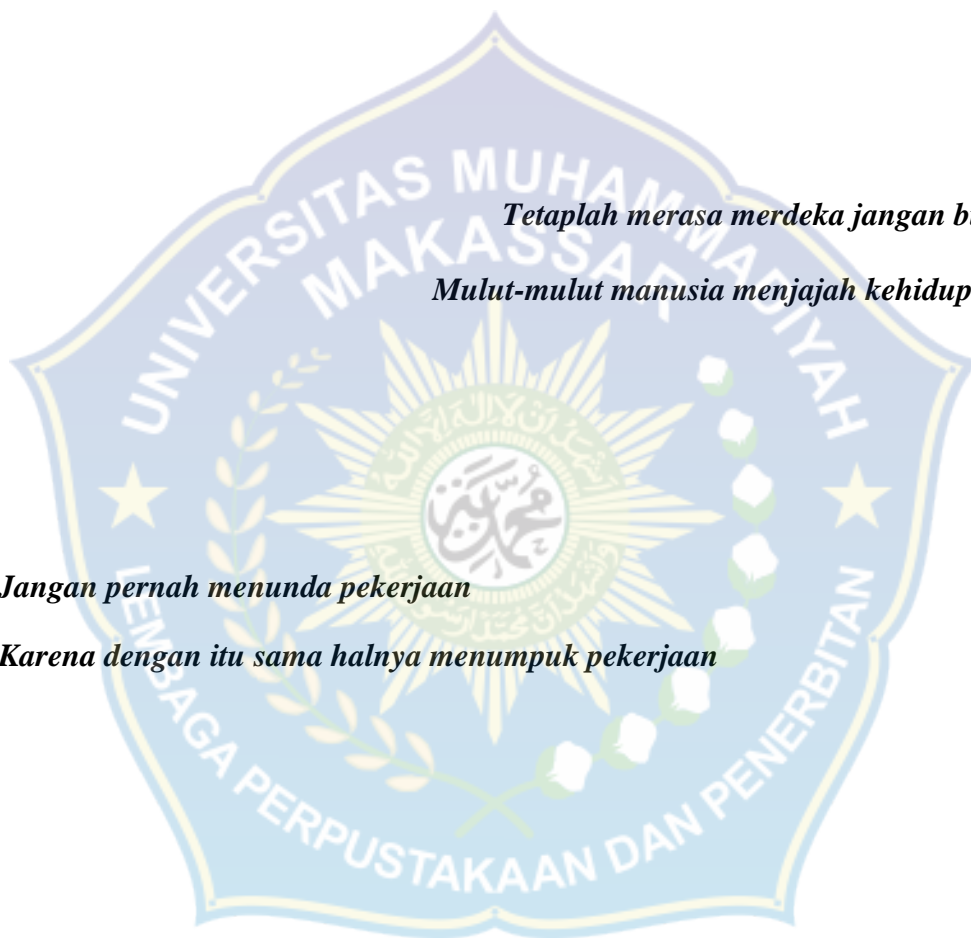 UNIVERSITAS MUHAMMADIYAH
MAKASSAR
Tetaplah merasa merdeka jangan
Mulut-mulut manusia menjajah
محمدية
Jangan pernah menunda pekerjaan
Karena dengan itu sama halnya menumpuk pekerjaan
LEMBAGA PERPUSTAKAAN DAN PENERBITAN